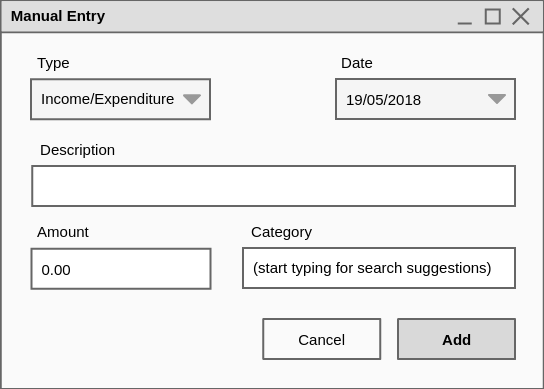 Manual Entry
Type
Date
Income/Expenditure
19/05/2018
Description
Amount
Category
0.00
(start typing for search suggestions)
Cancel
Add